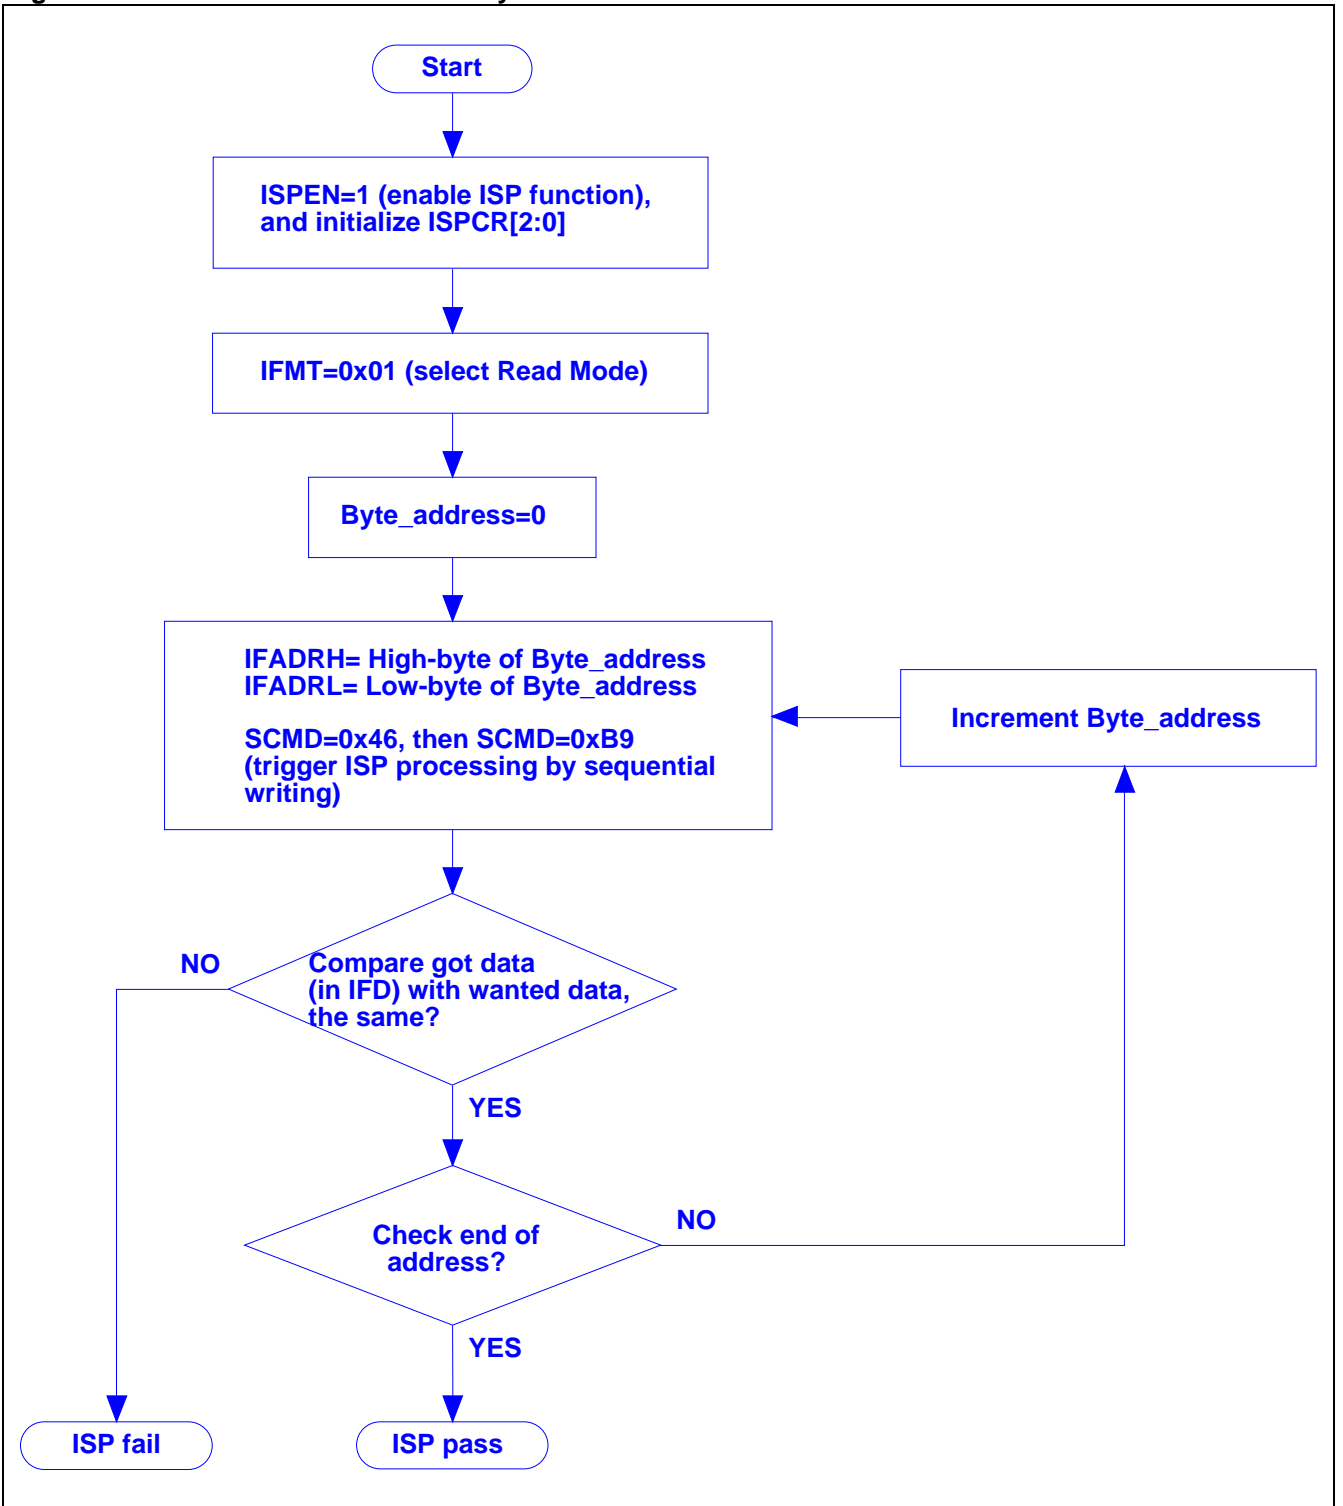 Start
ISPEN=1 (enable ISP function),
and initialize ISPCR[2:0]
IFMT=0x01 (select Read Mode)
Byte_address=0
IFADRH= High-byte of Byte_address
IFADRL= Low-byte of Byte_address
SCMD=0x46, then SCMD=0xB9
(trigger ISP processing by sequential
writing)
Increment Byte_address
NO
Compare got data
(in IFD) with wanted data,
the same?
YES
Check end of
address?
NO
YES
ISP fail
ISP pass